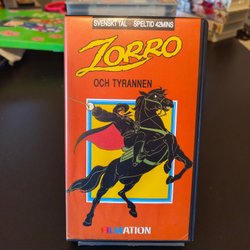 SVENSKT TAL SPELTID 42MINS
ZORRO
OCH TYRANNEN
FILMATION